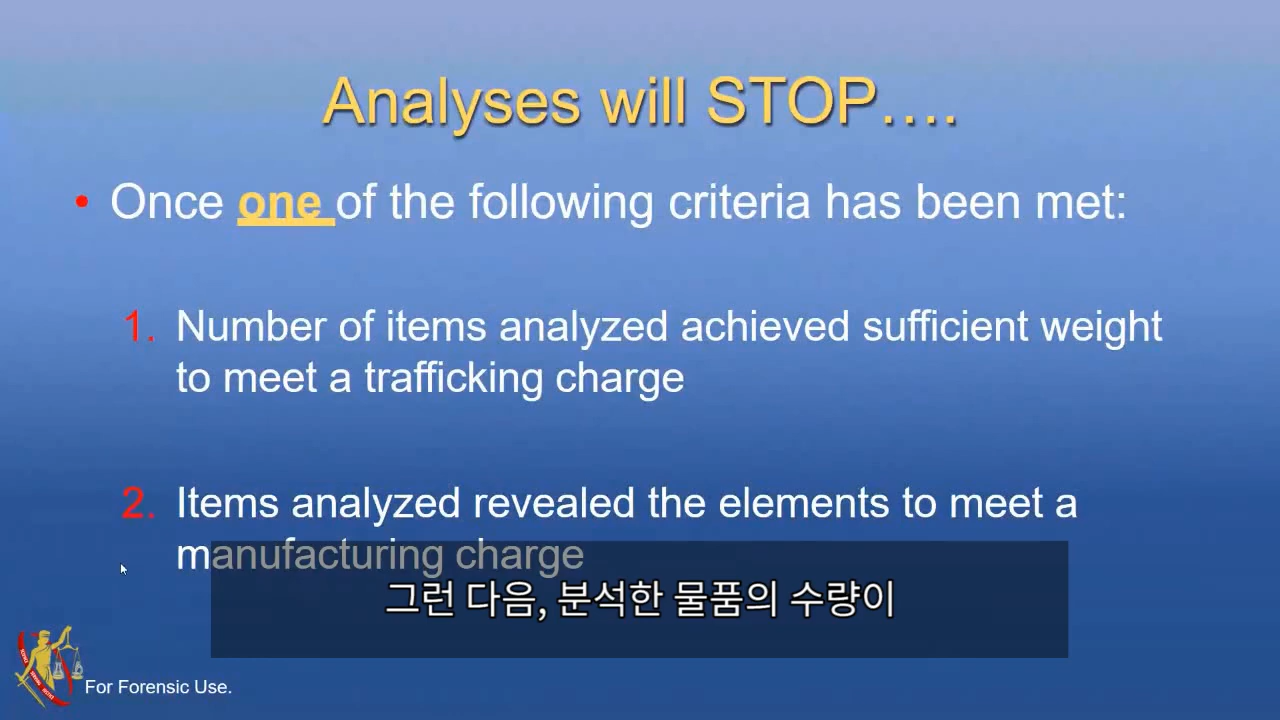 Analyses will STOP….
• Once one of the following criteria has been met:
1. Number of items analyzed achieved sufficient weight
to meet a trafficking charge
2. Items analyzed revealed the elements to meet a
manufacturing charge
그런 다음, 분석한 물품의 수량이
For Forensic Use.